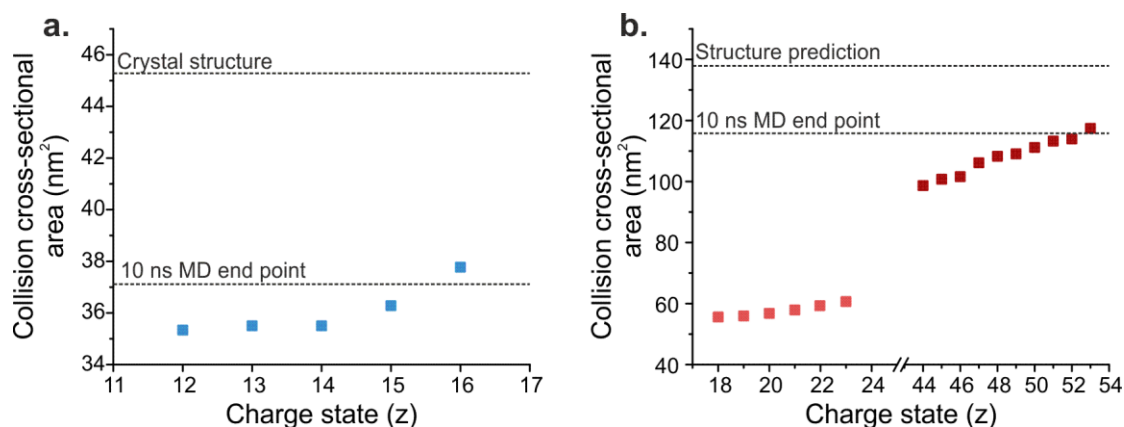 a.
Collision cross-sectional
area (nm²)
46
44
42
40
38
36
34
Crystal structure
10 ns MD end point
11 12 13 14 15 16 17
Charge state (z)
b.
Collision cross-sectional
area (nm²)
140
120
100
80
60
40
Structure prediction
10 ns MD end point
18 20 22 24 44 46 48 50 52 54
Charge state (z)